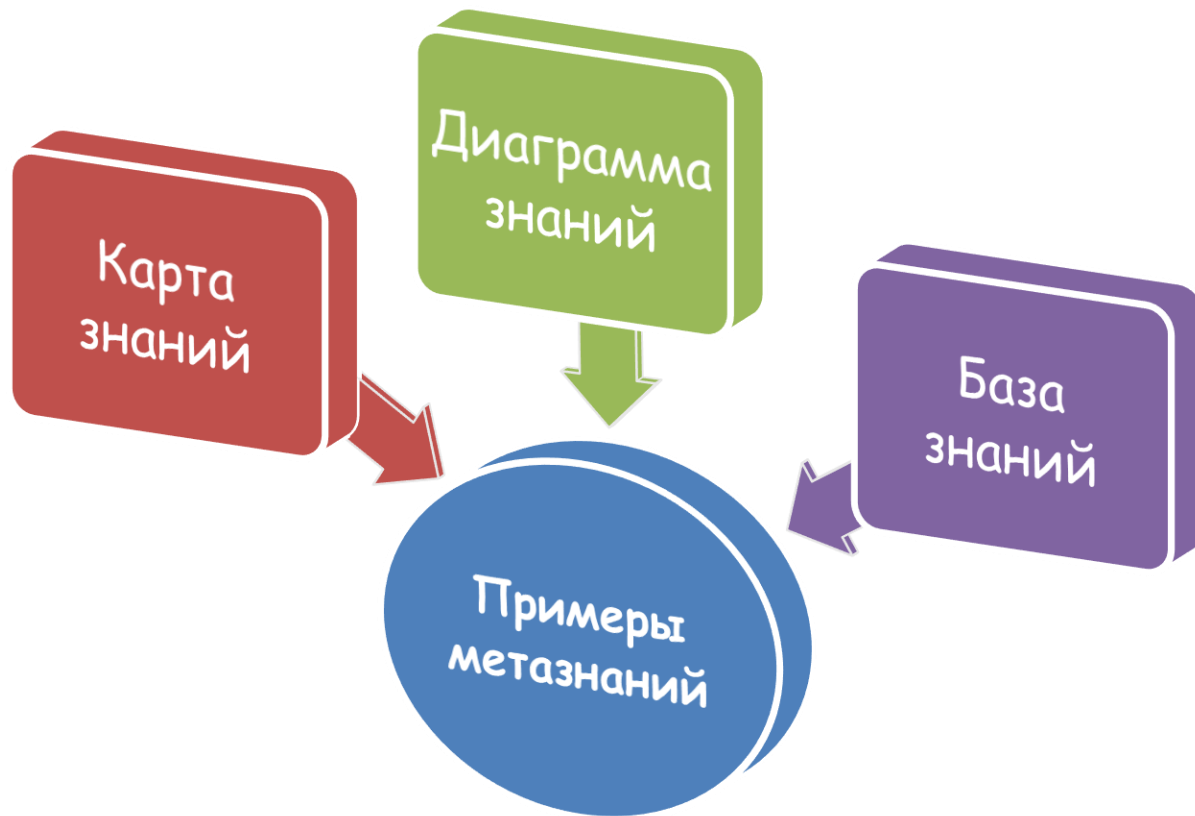 Карта
знаний
Диаграмма
знаний
База
знаний
Примеры
метазнаний